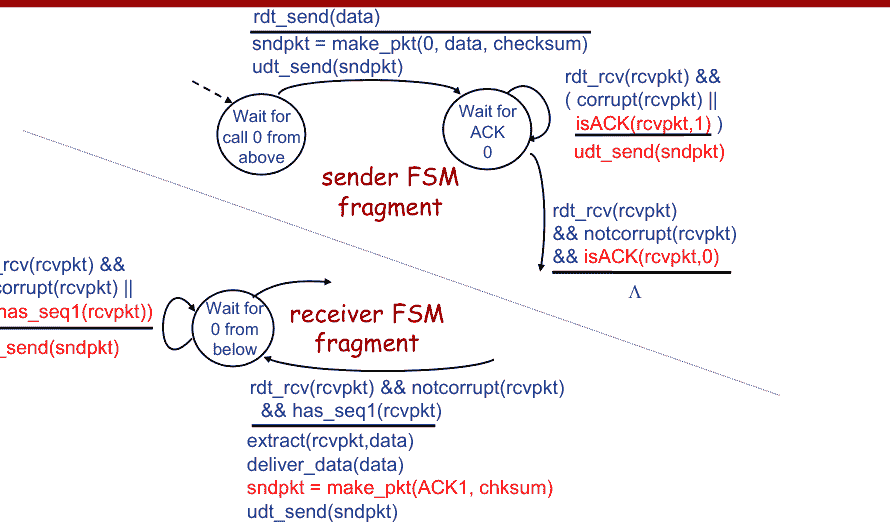 rdt_send(data)
sndpkt = make_pkt(0, data, checksum)
udt_send(sndpkt)
Wait for
call 0 from
above
Wait for
ACK
0
rdt_rcv(rcvpkt) &&
( corrupt(rcvpkt) ||
isACK(rcvpkt,1) )
udt_send(sndpkt)
sender FSM
fragment
rdt_rcv(rcvpkt)
&& notcorrupt(rcvpkt)
&& isACK(rcvpkt,0)
Λ
_rcv(rcvpkt) &&
corrupt(rcvpkt) ||
has_seq1(rcvpkt))
_send(sndpkt)
Wait for
0 from
below
receiver FSM
fragment
rdt_rcv(rcvpkt) && notcorrupt(rcvpkt)
&& has_seq1(rcvpkt)
extract(rcvpkt,data)
deliver_data(data)
sndpkt = make_pkt(ACK1, chksum)
udt_send(sndpkt)